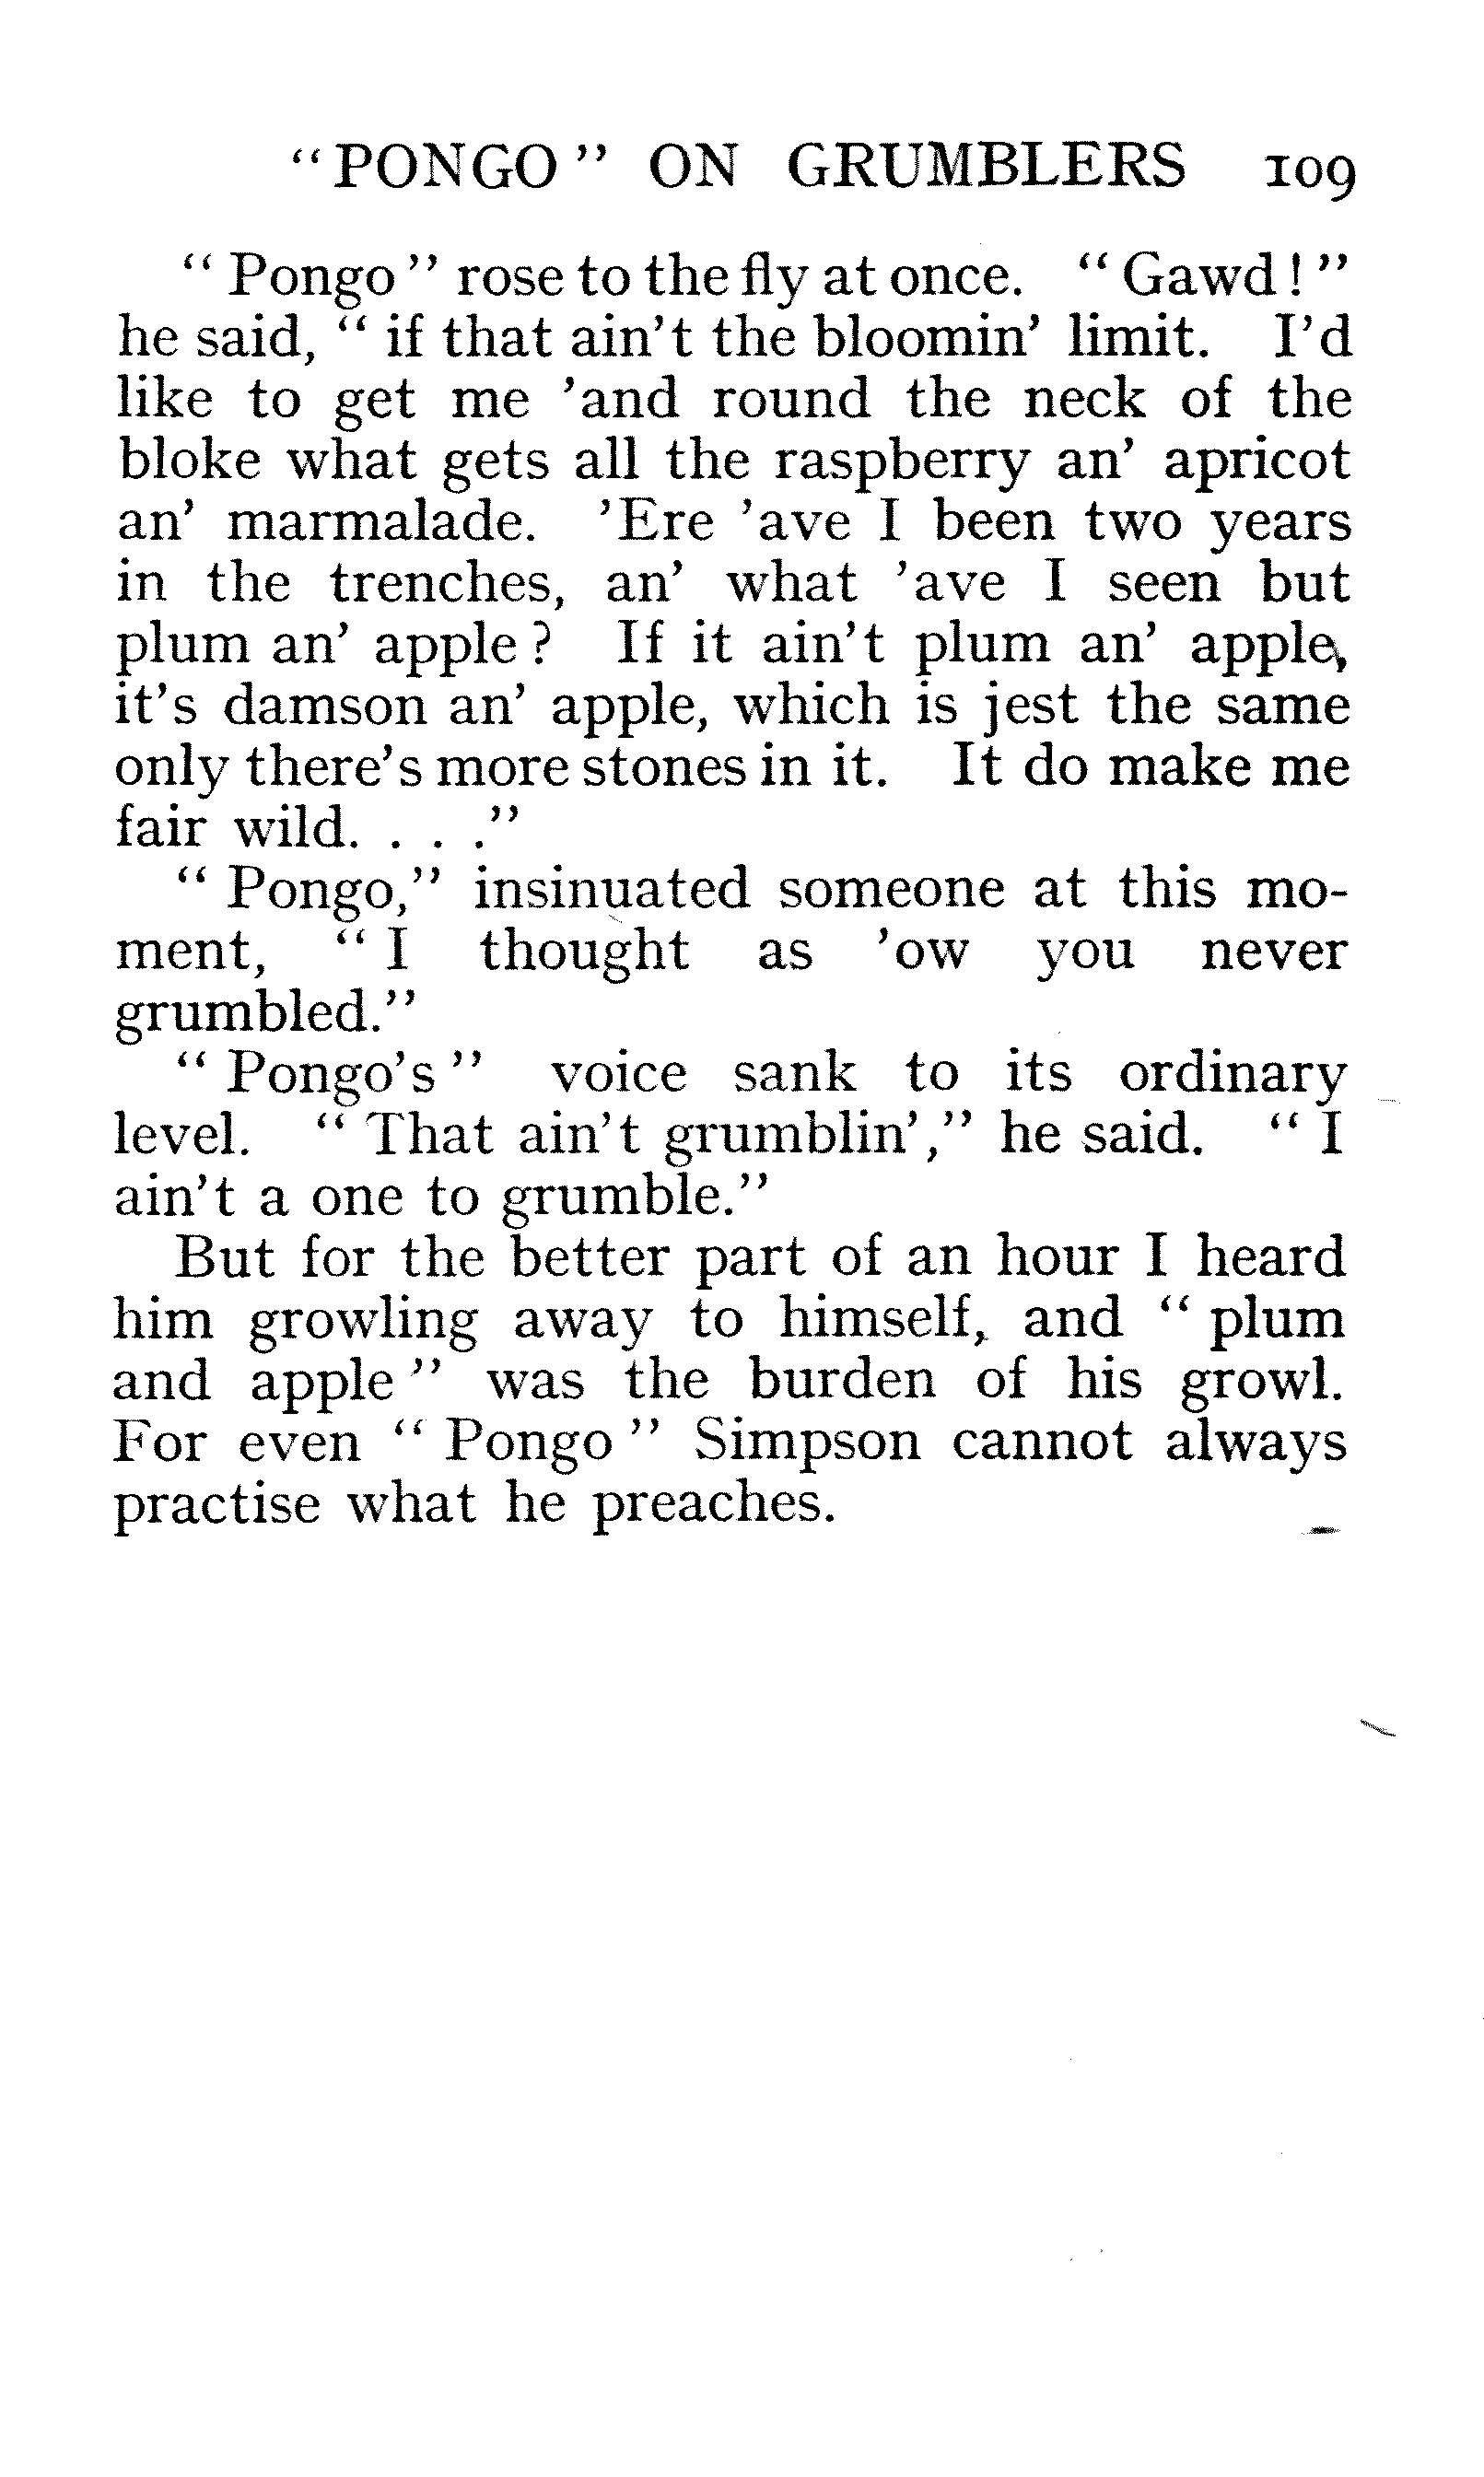 "PONGO" ON GRUMBLERS 109
"Pongo" rose to the fly at once. "Gawd!"
he said, "if that ain't the bloomin' limit. I'd
like to get me 'and round the neck of the
bloke what gets all the raspberry an' apricot
an' marmalade. 'Ere 'ave I been two years
in the trenches, an' what 'ave I seen but
plum an' apple? If it ain't plum an' apple,
it's damson an' apple, which is jest the same
only there's more stones in it. It do make me
fair wild. . . ."
"Pongo," insinuated someone at this mo-
ment, "I thought as 'ow you never
grumbled."
"Pongo's" voice sank to its ordinary
level. "That ain't grumblin'," he said. "I
ain't a one to grumble."
But for the better part of an hour I heard
him growling away to himself, and "plum
and apple" was the burden of his growl.
For even "Pongo" Simpson cannot always
practise what he preaches.